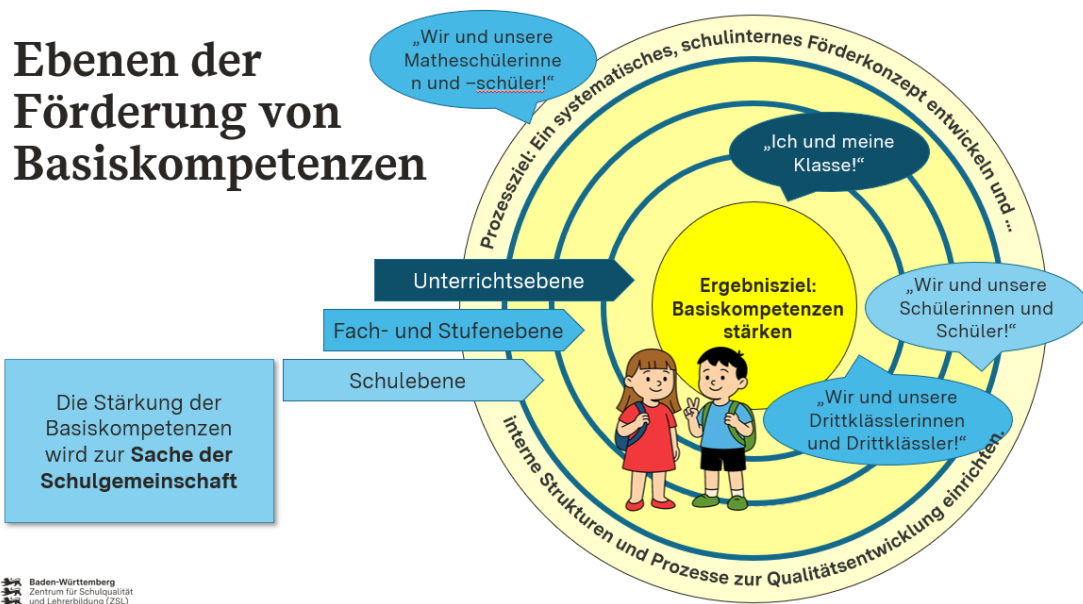 Ebenen der
Förderung von
Basiskompetenzen
„Wir und unsere
Matheschülerinne
n und –schüler!“
Prozessziel: Ein systematisches, schulinternes Förderkonzept entwickeln und ...
„Ich und meine
Klasse!“
Unterrichtsebene
Fach- und Stufenebene
Schulebene
Ergebnisziel:
Basiskompetenzen
stärken
„Wir und unsere
Schülerinnen und
Schüler!“
„Wir und unsere
Drittklässlerinnen
und Drittklässler!“
Die Stärkung der
Basiskompetenzen
wird zur Sache der
Schulgemeinschaft
interne Strukturen und Prozesse zur Qualitätsentwicklung einrichten.
Baden-Württemberg
Zentrum für Schulqualität
und Lehrerbildung (ZSL)